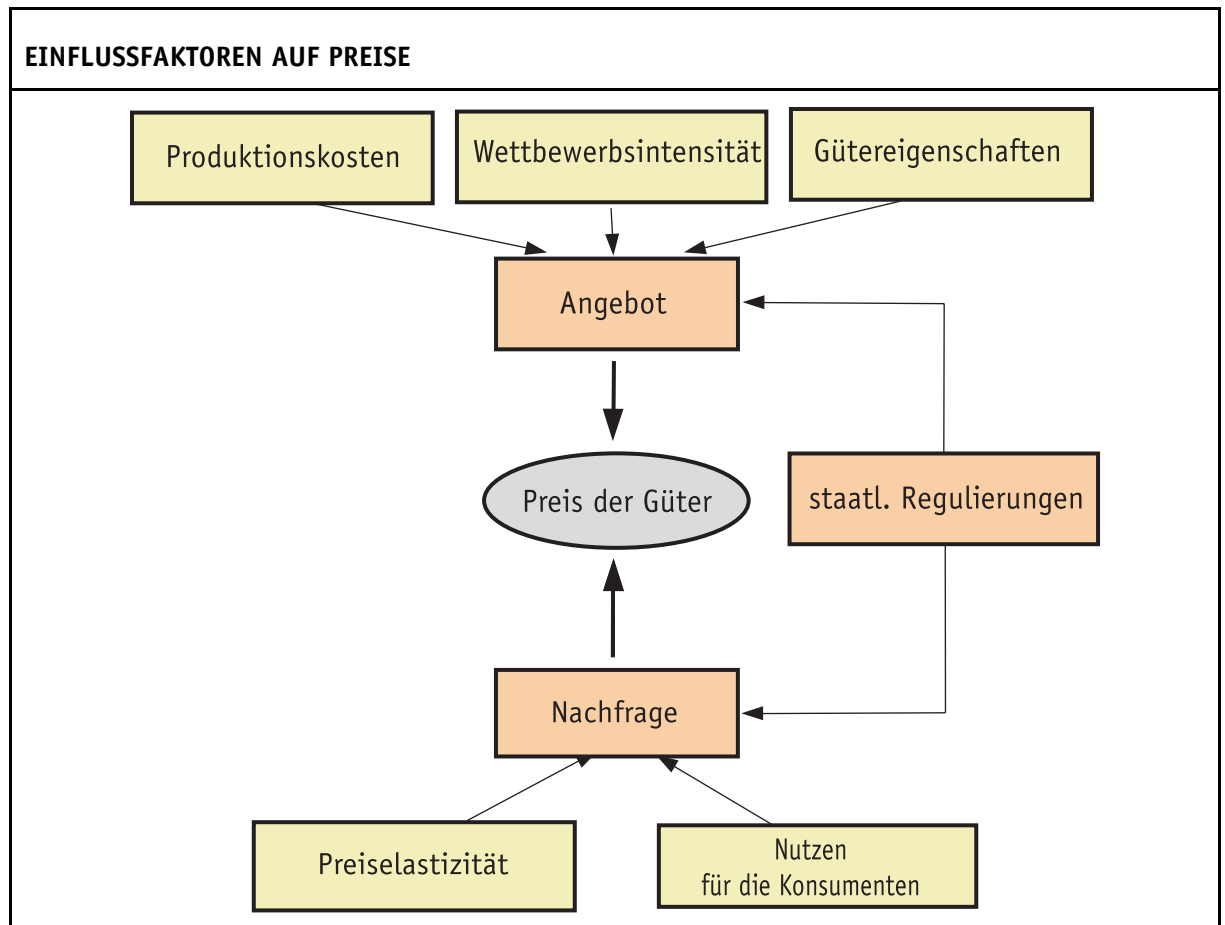 EINFLUSSFAKTOREN AUF PREISE
Produktionskosten
Wettbewerbsintensität
Gütereigenschaften
Angebot
Preis der Güter
staatl. Regulierungen
Nachfrage
Preiselastizität
Nutzen
für die Konsumenten